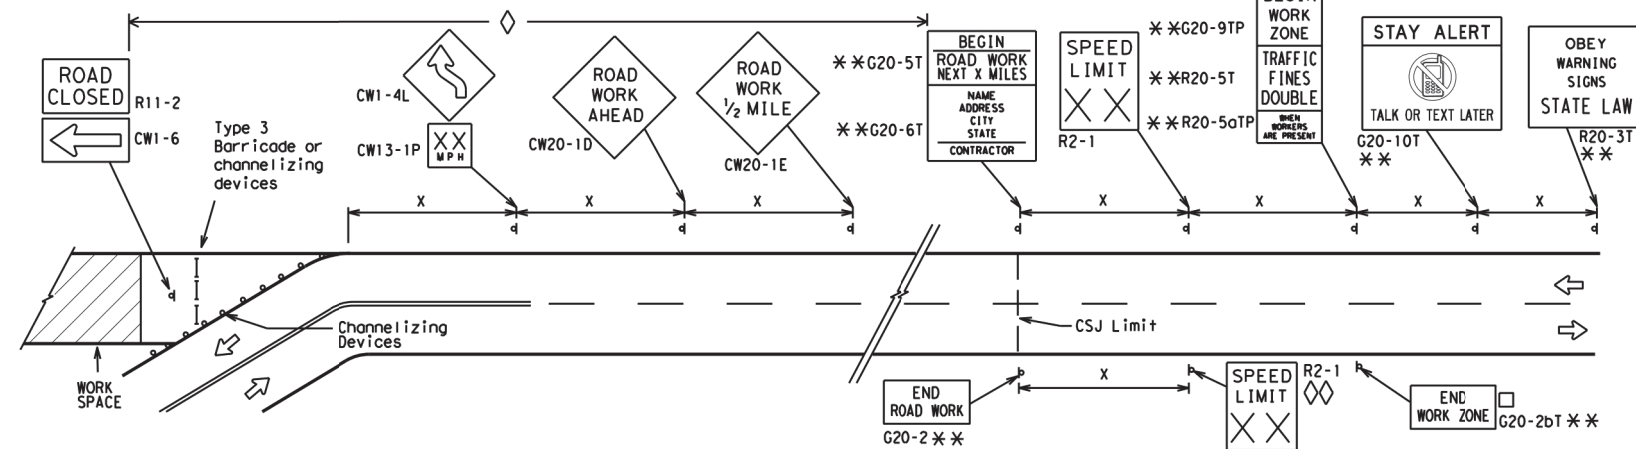 ROAD
CLOSED
R11-2
CW1-6
Type 3
Barricade or
channelizing
devices
CW1-4L
XX
MPH
CW13-1P
ROAD
WORK
AHEAD
CW20-1D
ROAD
WORK
1/2 MILE
CW20-1E
**G20-5T
BEGIN
ROAD WORK
NEXT X MILES
**G20-6T
NAME
ADDRESS
CITY
STATE
CONTRACTOR
SPEED
LIMIT
XX
R2-1
**G20-9TP
BEGIN
WORK
ZONE
**R20-5T
TRAFFIC
FINES
DOUBLE
**R20-5aTP
WHEN
WORKERS
ARE PRESENT
STAY ALERT
TALK OR TEXT LATER
G20-10T
**
OBEY
WARNING
SIGNS
STATE LAW
R20-3T
**
X
X
X
X
X
X
X
Channelizing
Devices
CSJ Limit
WORK
SPACE
END
ROAD WORK
G20-2**
X
SPEED
LIMIT
XX
R2-1
END
WORK ZONE
G20-2bT**